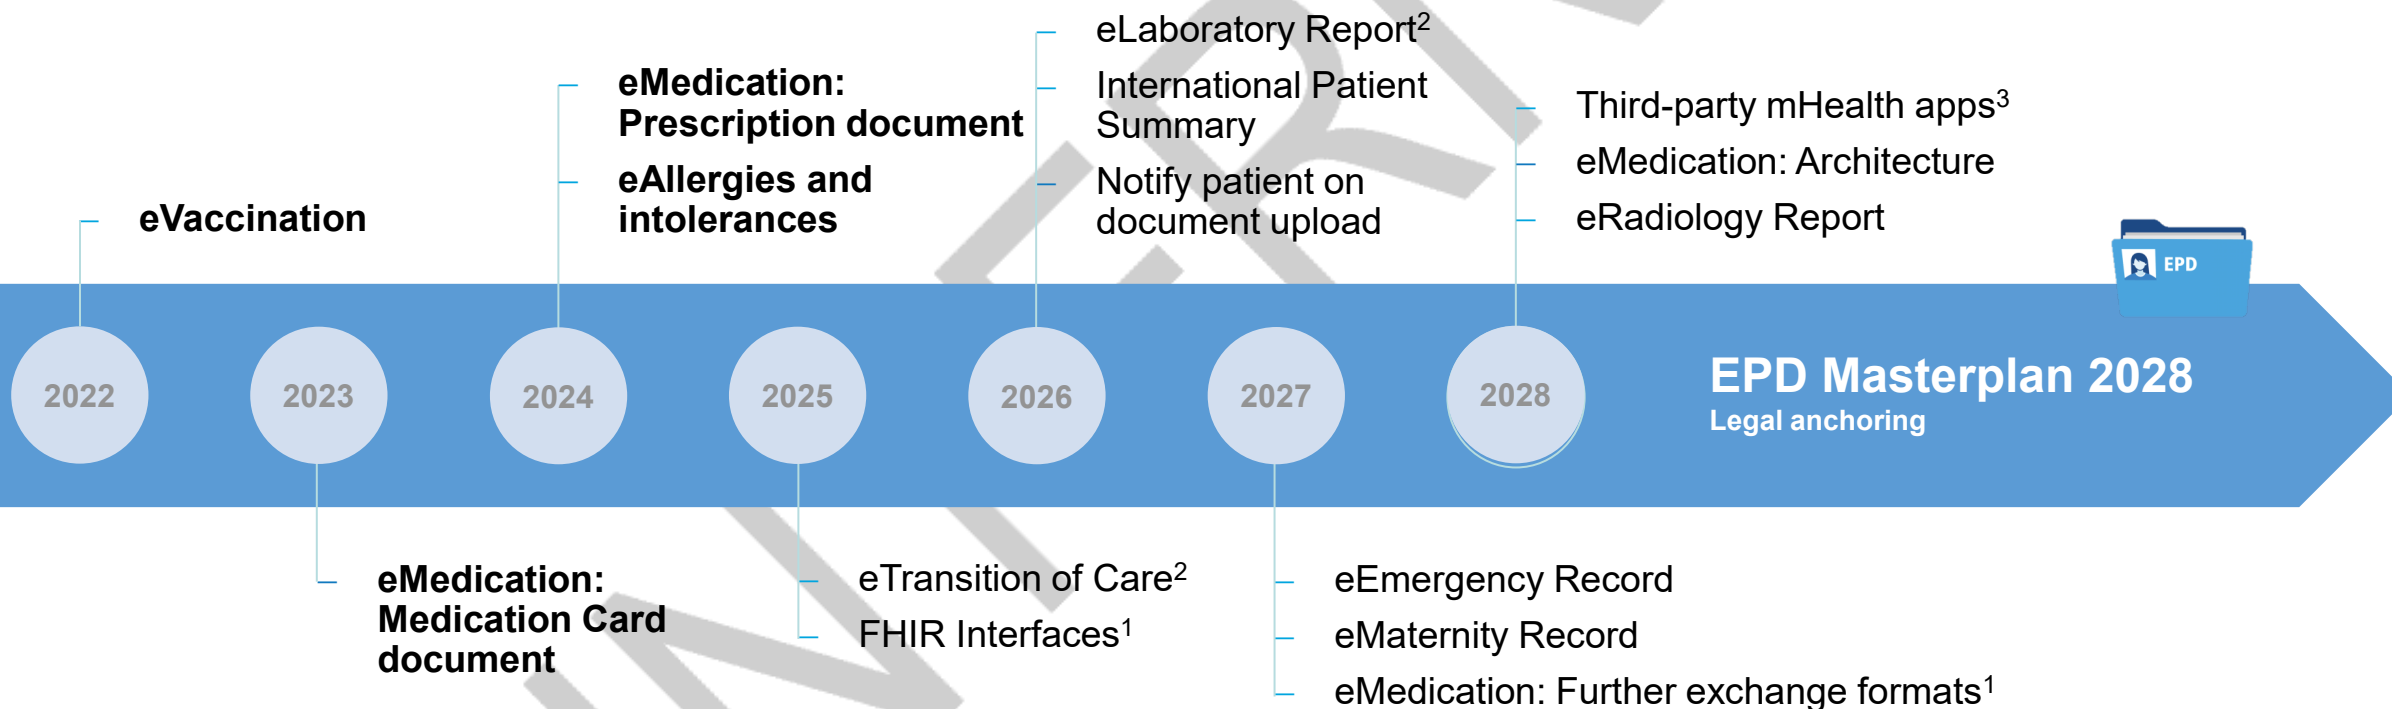 eLaboratory Report2
International Patient
Summary
Notify patient on
document upload
eMedication:
Prescription document
eAllergies and
intolerances
Third-party mHealth apps3
eMedication: Architecture
eRadiology Report
eVaccination
EPD
2022
2023
2024
2025
2026
2027
2028
EPD Masterplan 2028
Legal anchoring
eMedication:
Medication Card
document
eTransition of Care2
FHIR Interfaces1
eEmergency Record
eMaternity Record
eMedication: Further exchange formats1